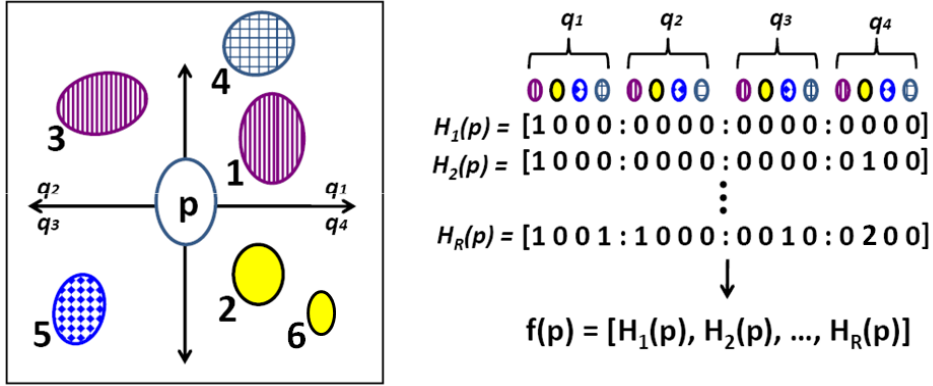 4
3
1
q₂ q₁
p
q₃ q₄
2
5
6
q₁ q₂ q₃ q₄
H₁(p) = [1 0 0 0 : 0 0 0 0 : 0 0 0 0 : 0 0 0 0]
H₂(p) = [1 0 0 0 : 0 0 0 0 : 0 0 0 0 : 0 1 0 0]
⋮
H_R(p) = [1 0 0 1 : 1 0 0 0 : 0 0 1 0 : 0 2 0 0]
f(p) = [H₁(p), H₂(p), ..., H_R(p)]